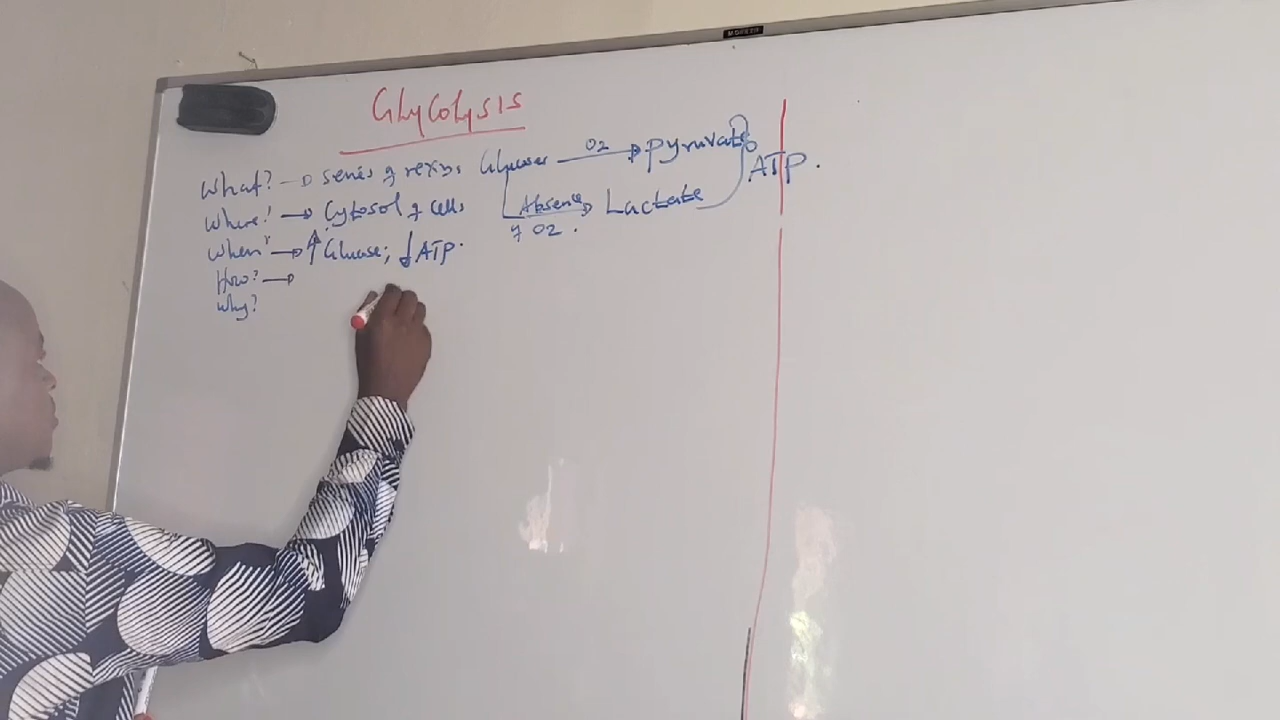 GLYCOLYSIS
What? → series of rexns Glucose O2 → Pyruvate
ATP.
Where? → Cytosol of cells
Absence of O2. → Lactate
When? → ↑ Glucose; ↓ ATP.
How? →
Why?